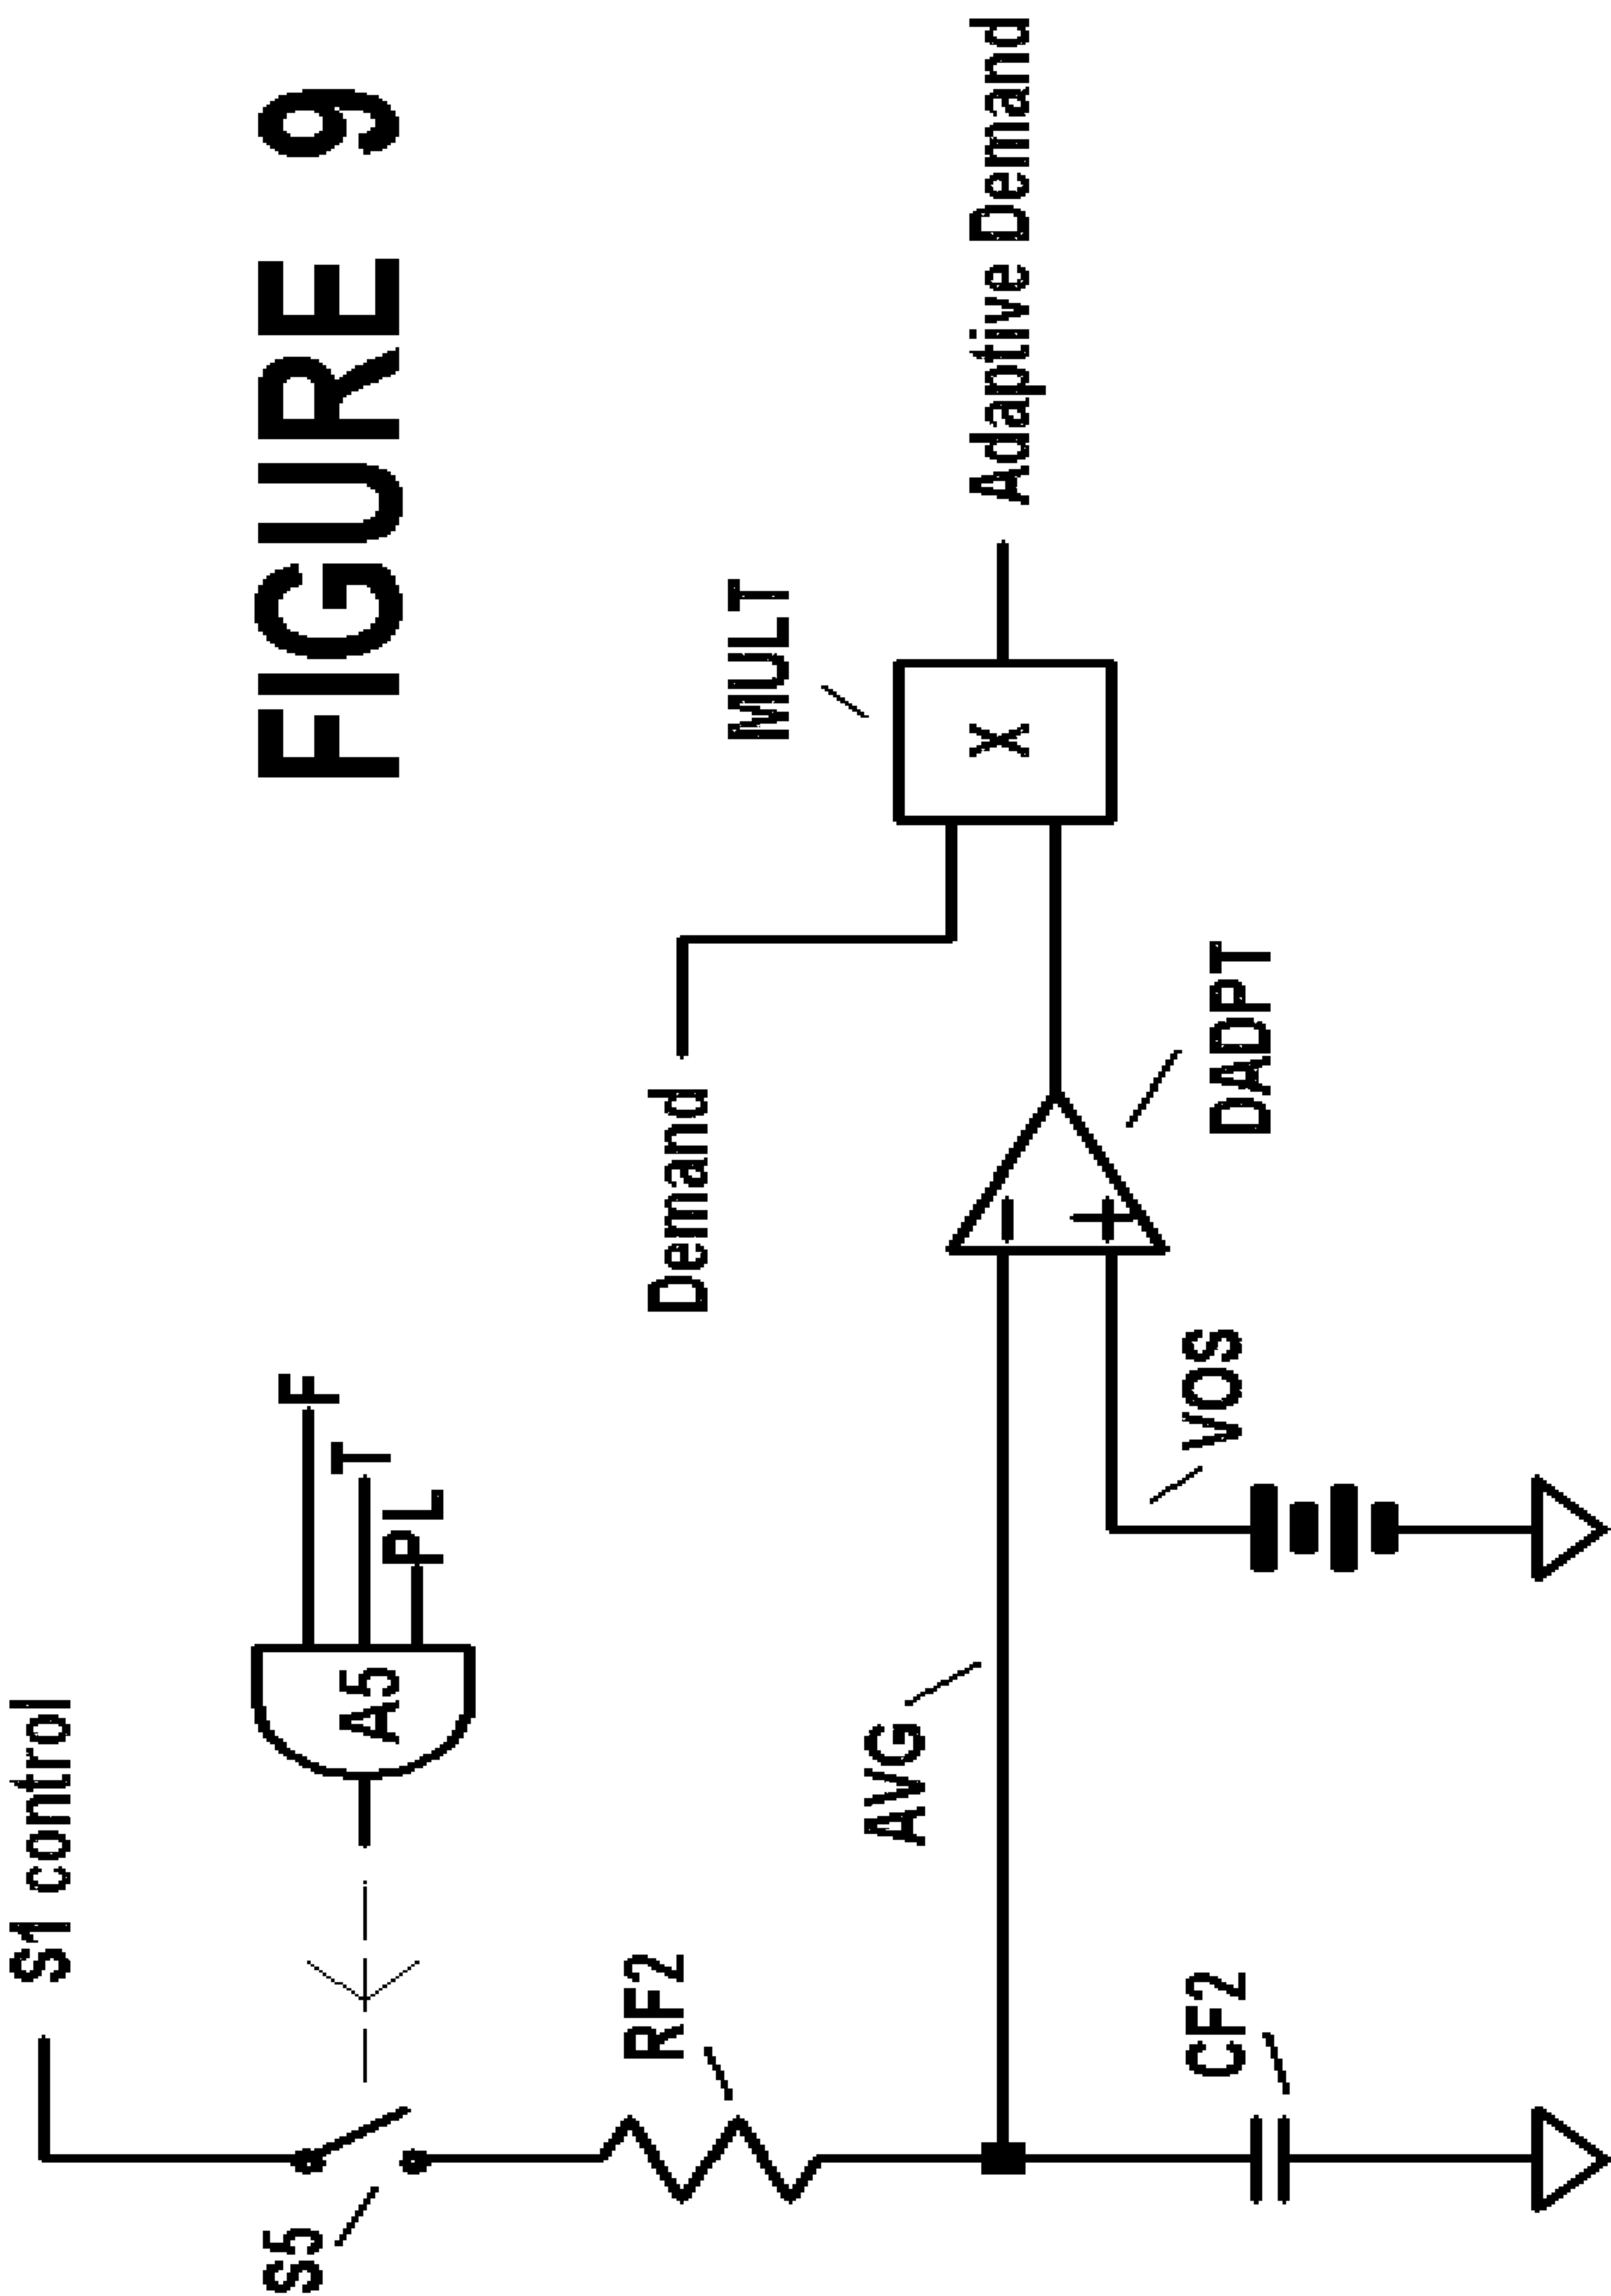 FIGURE 9
S1 control
F
T
PL
A5
S5
RF2
Demand
MULT
X
Adaptive Demand
AVG
-
+
DADPT
VOS
CF2